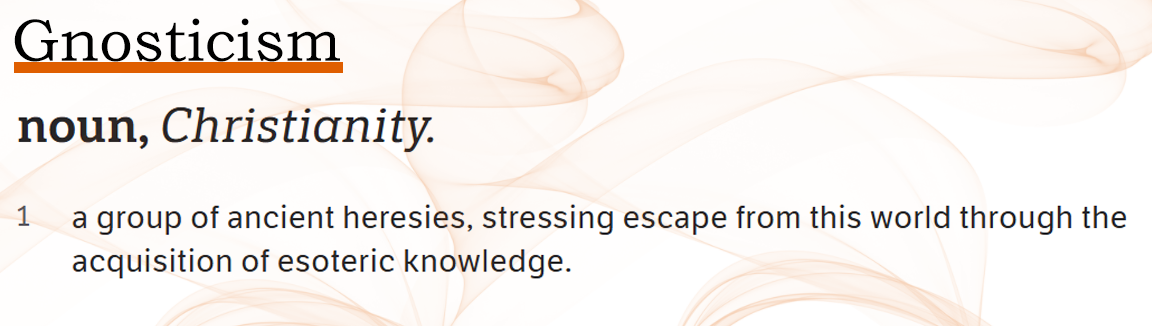 Gnosticism
noun, Christianity.
1 a group of ancient heresies, stressing escape from this world through the
acquisition of esoteric knowledge.